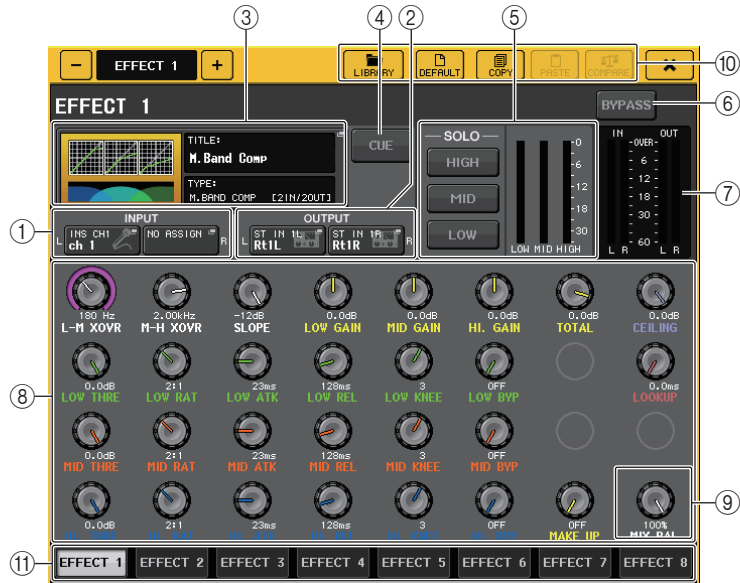 ③ ④ ② ⑤
EFFECT 1
LIBRARY DEFAULT COPY PASTE COMPARE
⑩
EFFECT 1
BYPASS
⑥
TITLE:
M.Band Comp
TYPE:
M.BAND COMP [2IN/2OUT]
CUE
SOLO
HIGH
MID
LOW
0
6
12
18
30
LOW MID HIGH
IN OUT
-OVER-
6
12
18
30
60
L R L R
⑦
①
INPUT
L INS CH1 ch 1 NO ASSIGN R
OUTPUT
L ST IN 1L Rt1L ST IN 1R Rt1R R
⑧
180 Hz 2.00kHz -12dB 0.0dB 0.0dB 0.0dB 0.0dB 0.0dB
L-M XOVR M-H XOVR SLOPE LOW GAIN MID GAIN HI. GAIN TOTAL CEILING
0.0dB 2:1 23ms 128ms 3 OFF 0.0ms
LOW THRE LOW RAT LOW ATK LOW REL LOW KNEE LOW BYP LOOKUP
0.0dB 2:1 23ms 128ms 3 OFF
MID THRE MID RAT MID ATK MID REL MID KNEE MID BYP
0.0dB 2:1 23ms 128ms 3 OFF OFF 100%
MAKE UP MIX BAL
⑨
⑪
EFFECT 1 EFFECT 2 EFFECT 3 EFFECT 4 EFFECT 5 EFFECT 6 EFFECT 7 EFFECT 8